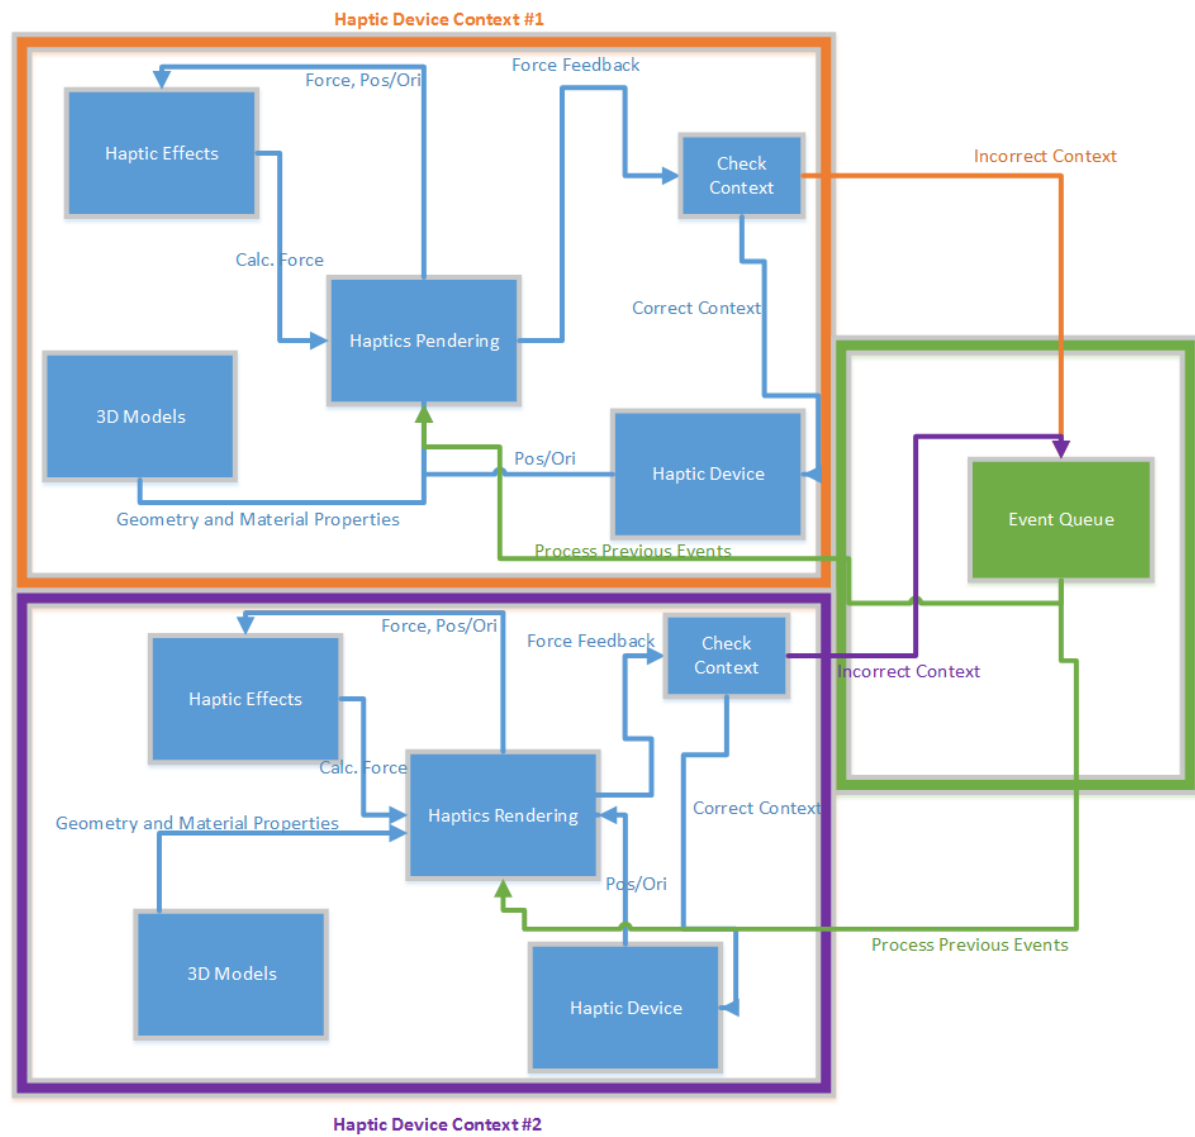 Haptic Device Context #1
Force Feedback
Force, Pos/Ori
Haptic Effects
Check
Context
Incorrect Context
Calc. Force
Correct Context
Haptics Rendering
3D Models
Pos/Ori
Haptic Device
Geometry and Material Properties
Event Queue
Process Previous Events
Force, Pos/Ori
Force Feedback
Check
Context
Incorrect Context
Haptic Effects
Calc. Force
Correct Context
Haptics Rendering
Geometry and Material Properties
Pos/Ori
Process Previous Events
3D Models
Haptic Device
Haptic Device Context #2